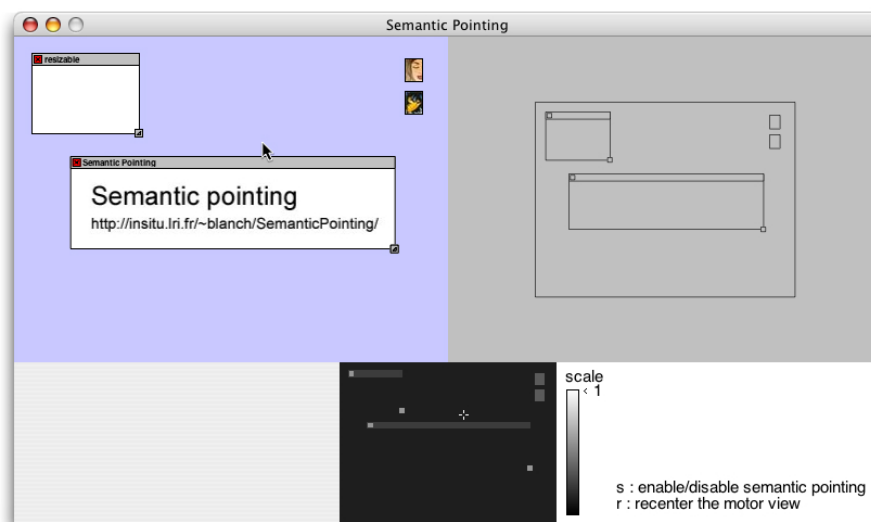 Semantic Pointing
resizable
Semantic Pointing
Semantic pointing
http://insitu.lri.fr/~blanch/SemanticPointing/
scale
‹ 1
s : enable/disable semantic pointing
r : recenter the motor view